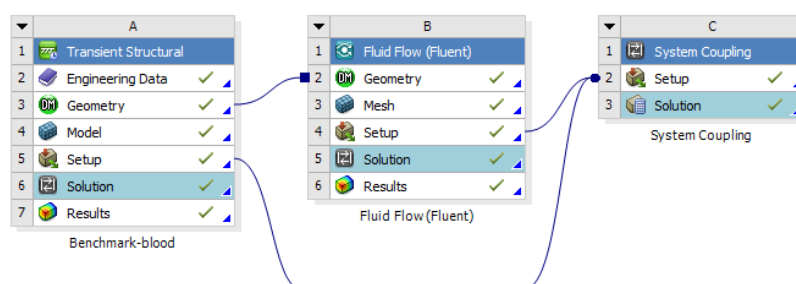 A
1 Transient Structural
2 Engineering Data
3 DM Geometry
4 Model
5 Setup
6 Solution
7 Results
Benchmark-blood
B
1 Fluid Flow (Fluent)
2 DM Geometry
3 Mesh
4 Setup
5 Solution
6 Results
Fluid Flow (Fluent)
C
1 System Coupling
2 Setup
3 Solution
System Coupling